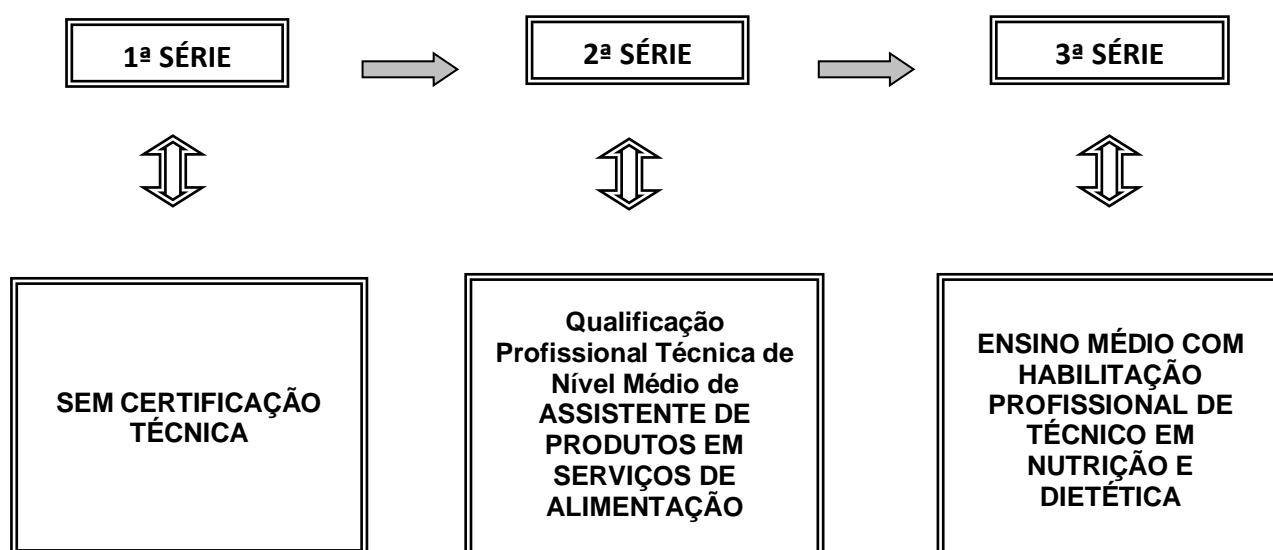 1ª SÉRIE
2ª SÉRIE
3ª SÉRIE
SEM CERTIFICAÇÃO
TÉCNICA
Qualificação
Profissional Técnica de
Nível Médio de
ASSISTENTE DE
PRODUTOS EM
SERVIÇOS DE
ALIMENTAÇÃO
ENSINO MÉDIO COM
HABILITAÇÃO
PROFISSIONAL DE
TÉCNICO EM
NUTRIÇÃO E
DIETÉTICA